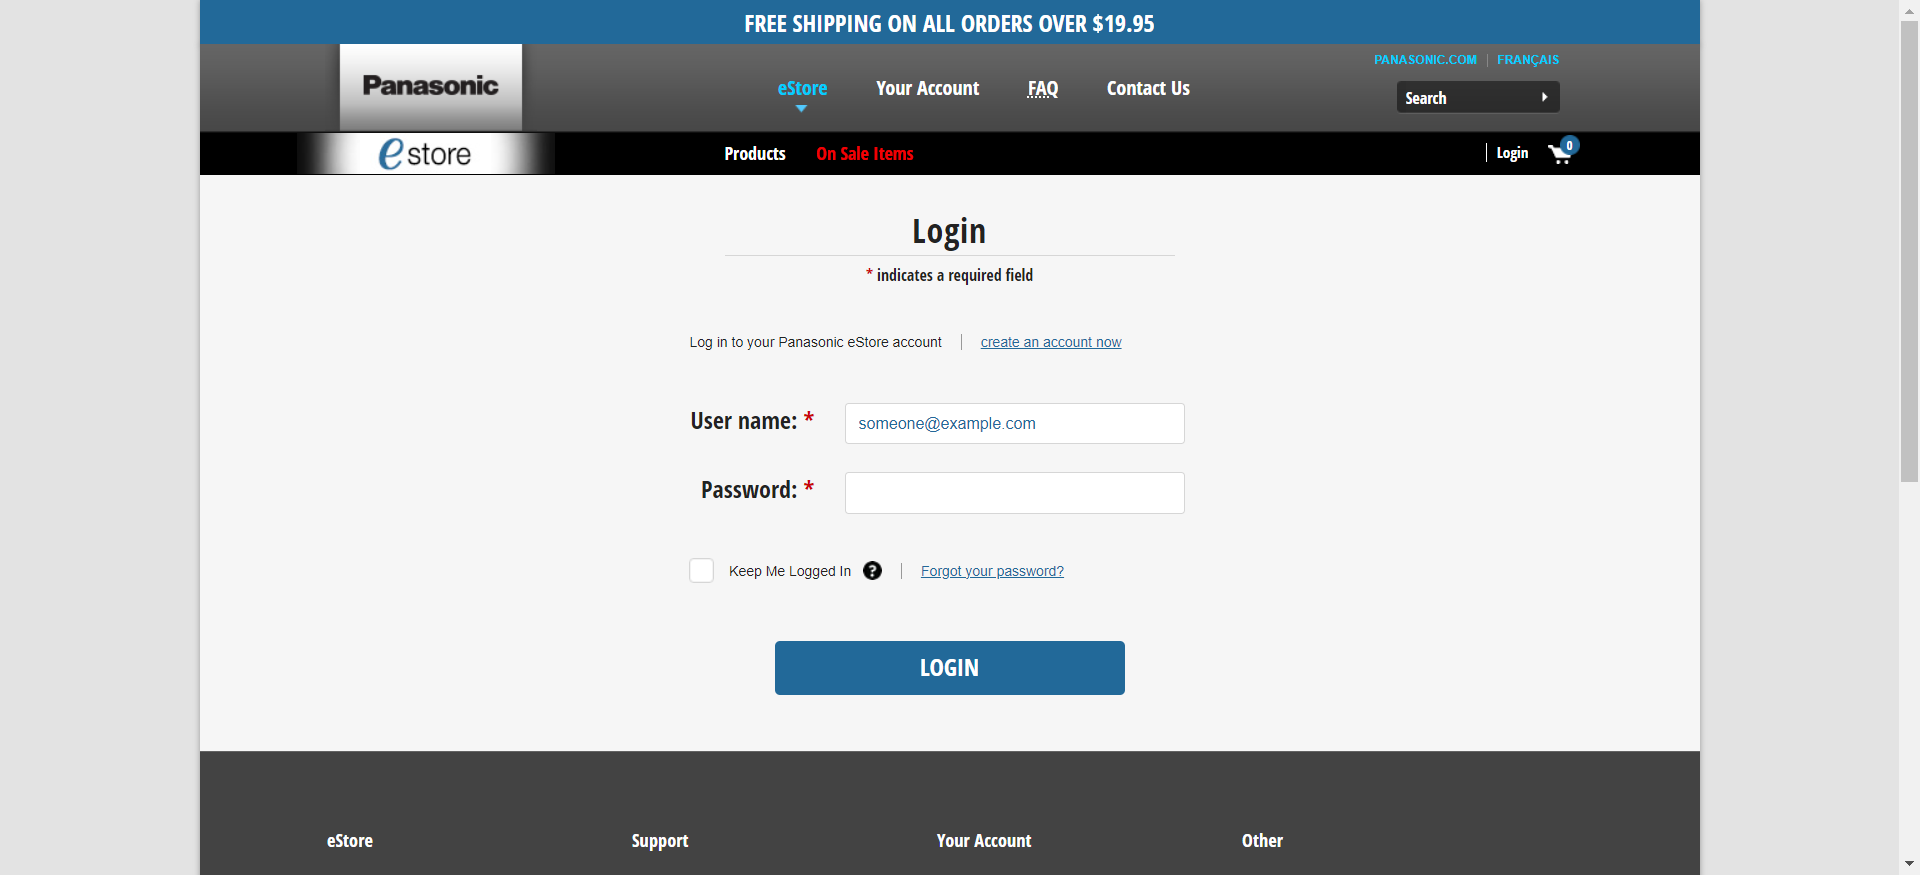 FREE SHIPPING ON ALL ORDERS OVER $19.95
PANASONIC.COM | FRANÇAIS
Panasonic
eStore
Your Account
FAQ
Contact Us
Search
estore
Products
On Sale Items
Login
0
Login
* indicates a required field
Log in to your Panasonic eStore account
create an account now
User name: *
someone@example.com
Password: *
Keep Me Logged In
?
Forgot your password?
LOGIN
eStore
Support
Your Account
Other